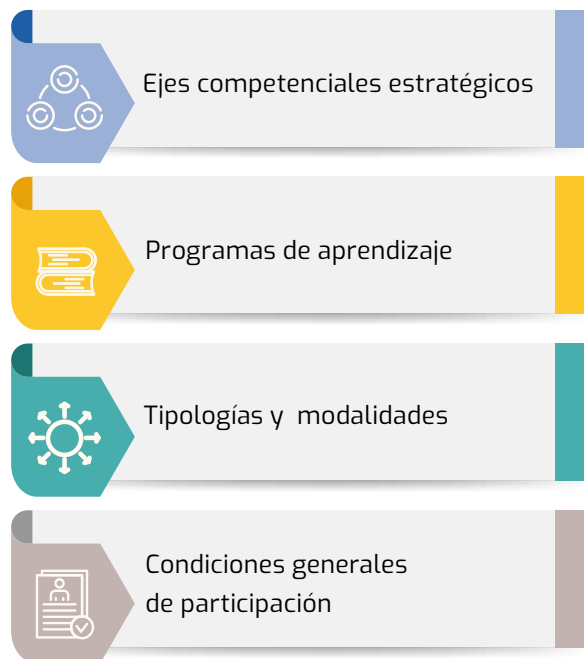 Ejes competenciales estratégicos
Programas de aprendizaje
Tipologías y modalidades
Condiciones generales
de participación